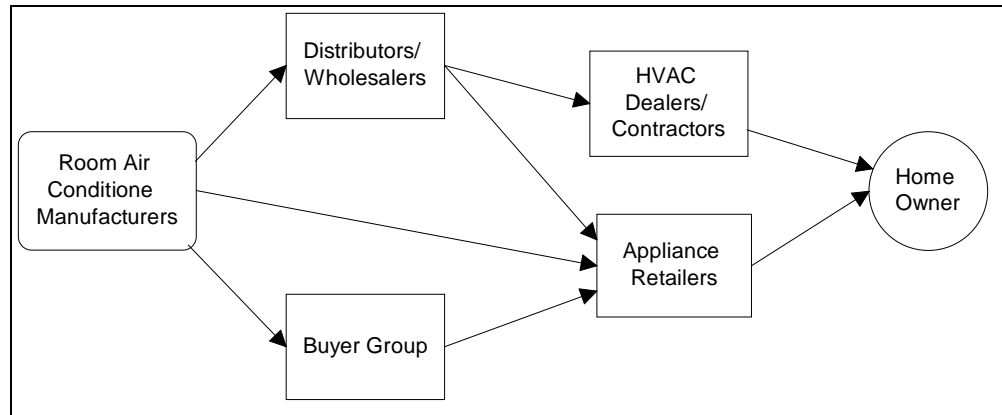 Distributors/
Wholesalers
HVAC
Dealers/
Contractors
Room Air
Conditione
Manufacturers
Home
Owner
Appliance
Retailers
Buyer Group